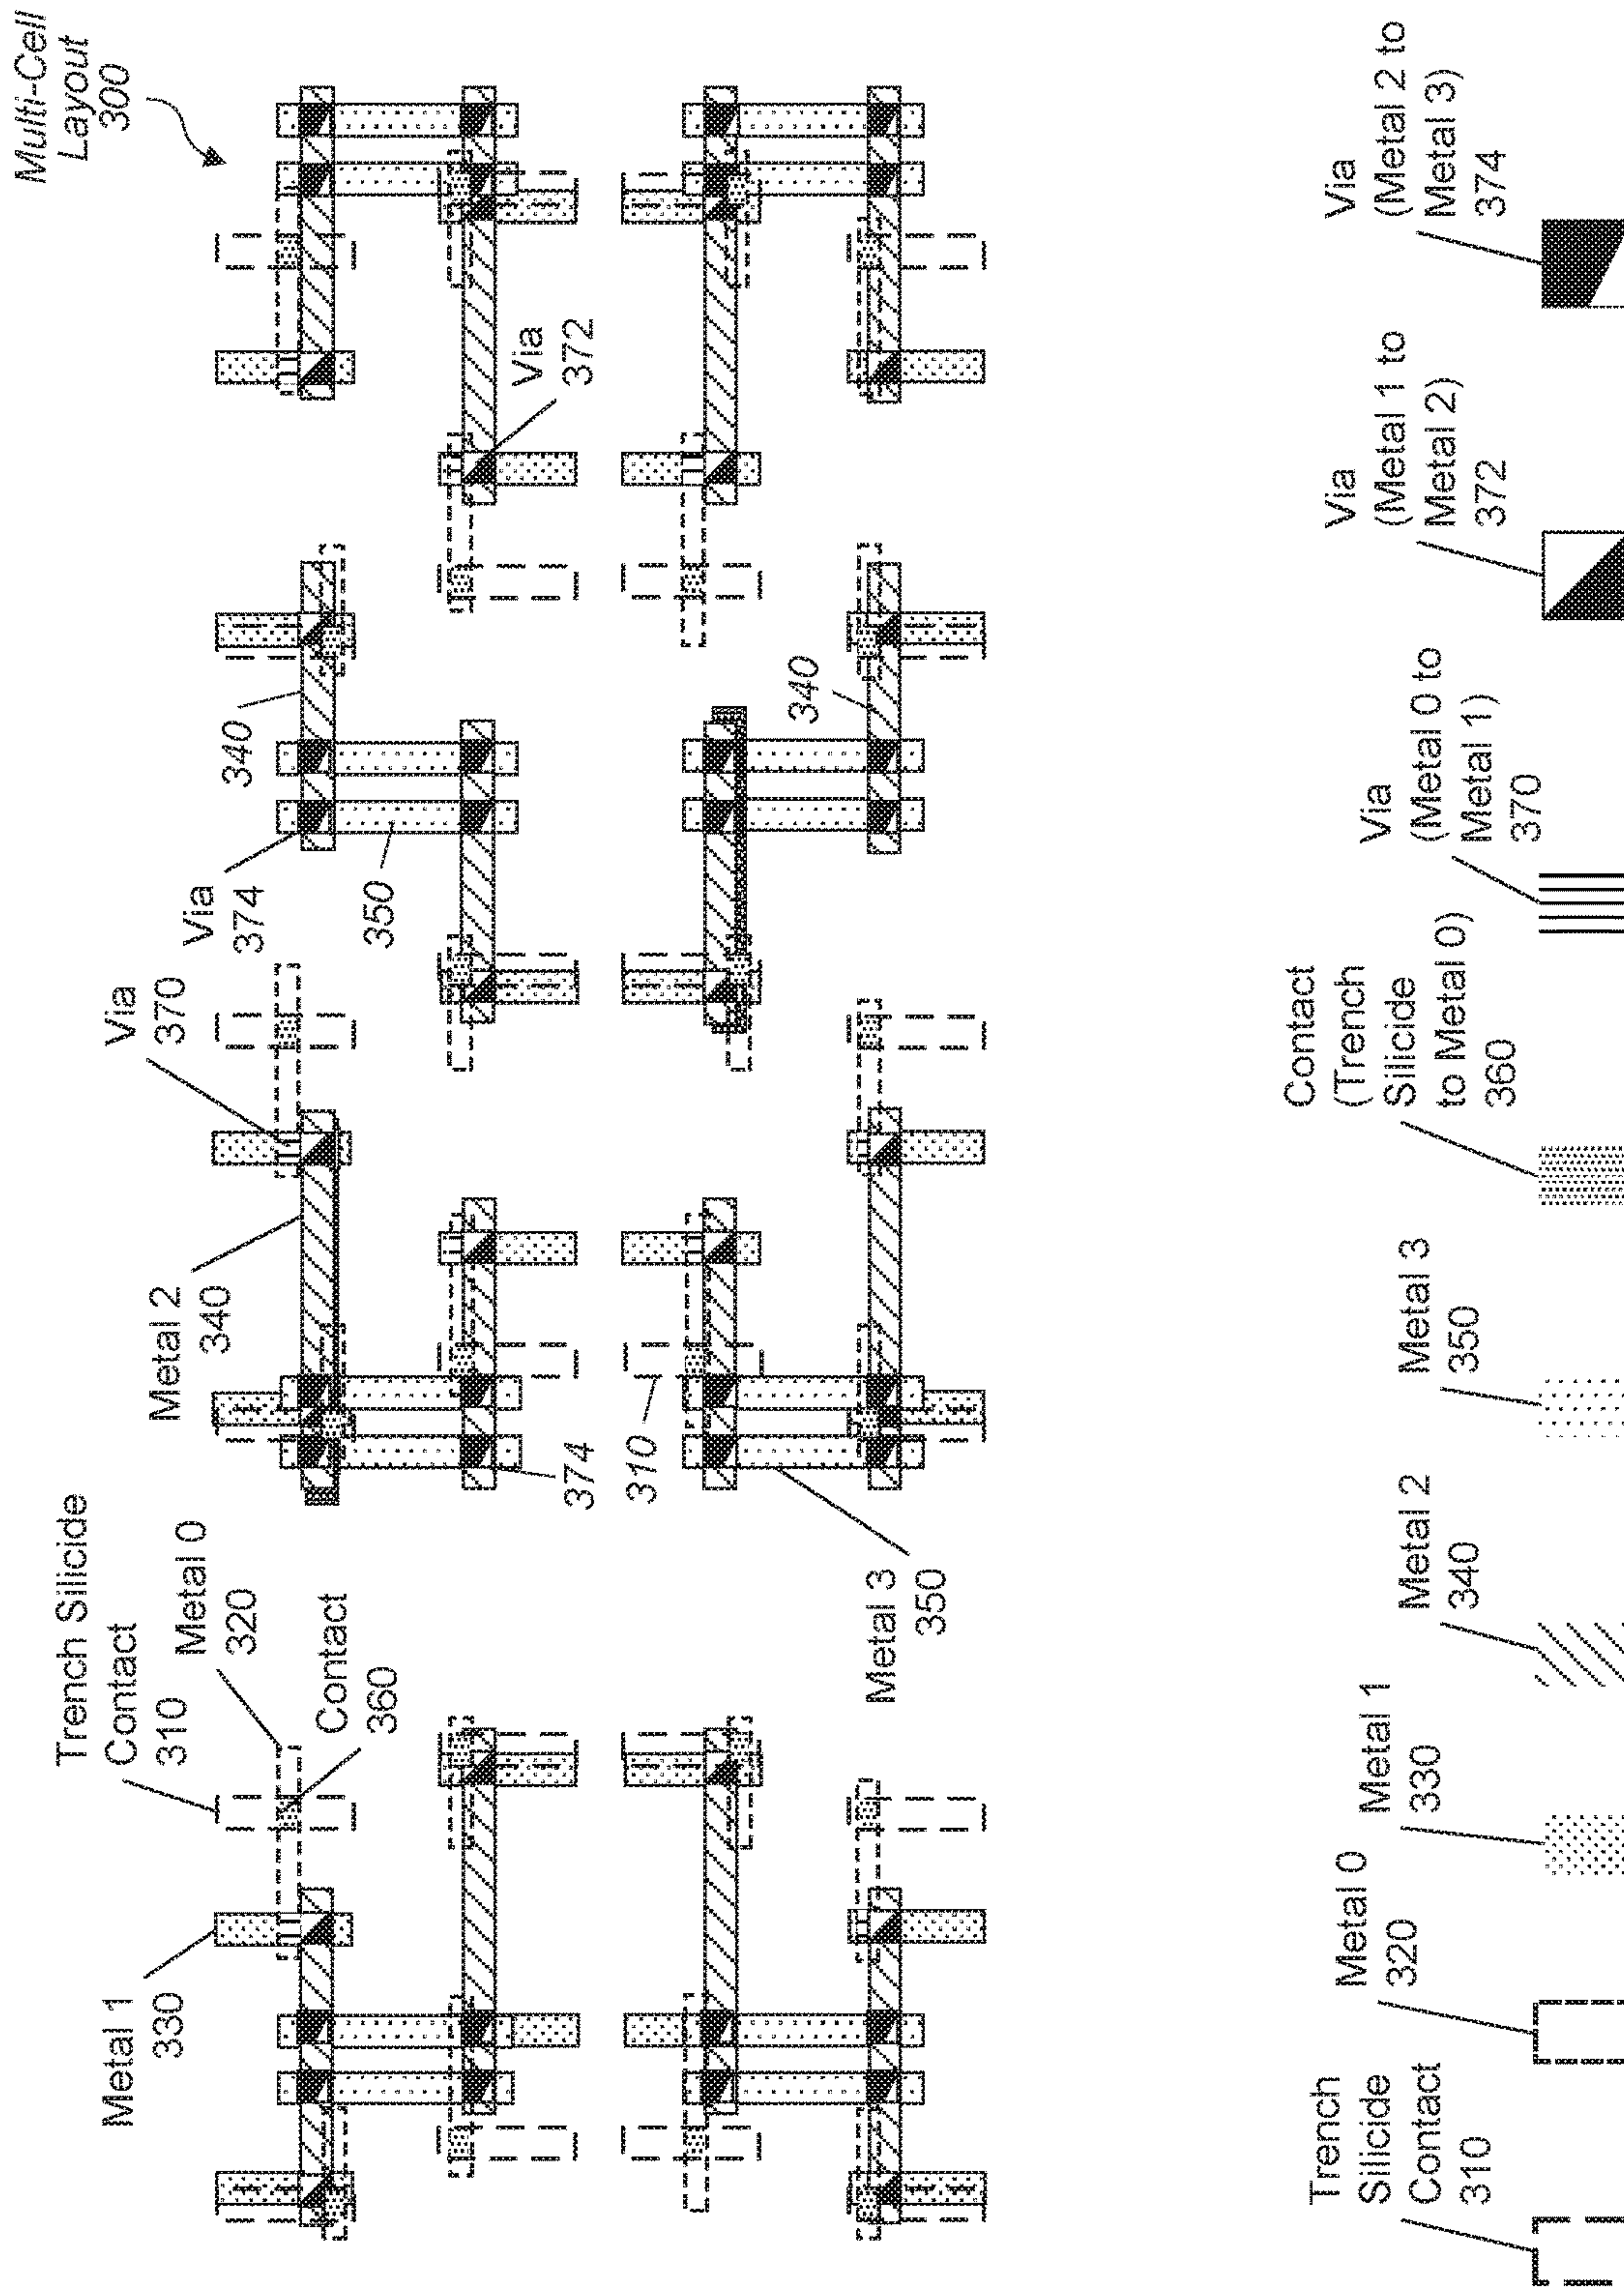 Multi-Cell
Layout
300
Trench Silicide
Contact
310
Metal 0
320
Contact
360
Metal 1
330
Metal 2
340
Via
370
Via
374
350
340
Via
372
374
310
Metal 3
350
340
Trench
Silicide
Contact
310
Metal 0
320
Metal 1
330
Metal 2
340
Metal 3
350
Contact
(Trench
Silicide
to Metal 0)
360
Via
(Metal 0 to
Metal 1)
370
Via
(Metal 1 to
Metal 2)
372
Via
(Metal 2 to
Metal 3)
374